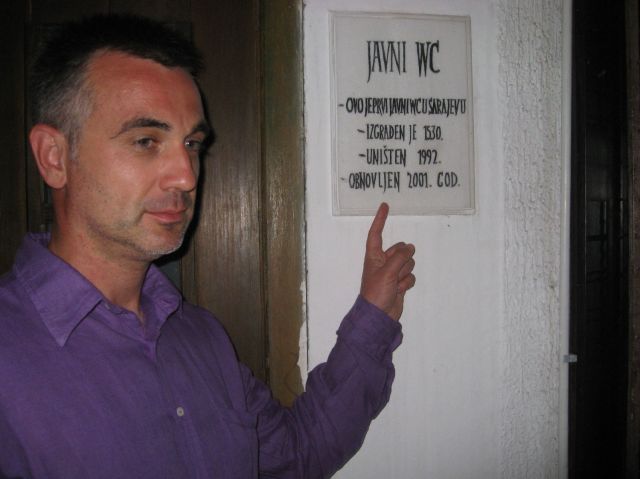 JAVNI WC
-OVO JE PRVI JAVNI WC U SARAJEVU
-IZGRAĐEN JE 1530.
-UNIŠTEN 1992.
-OBNOVLJEN 2001. GOD.